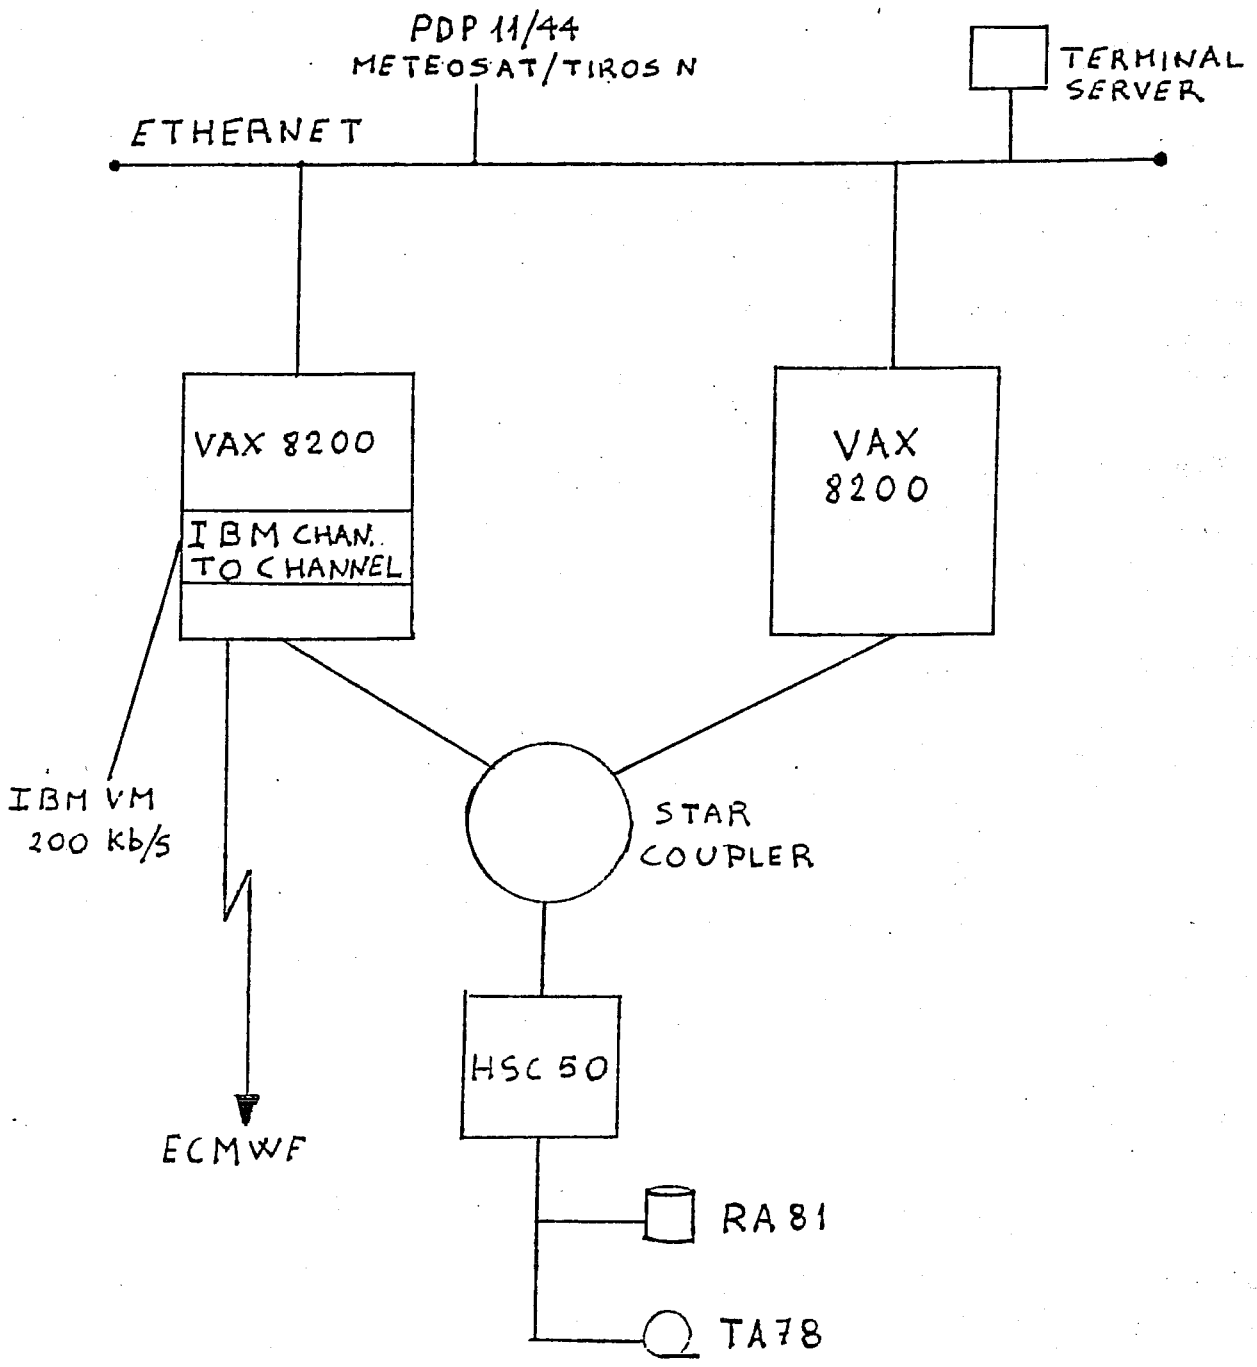 PDP 11/44
METEOSAT/TIROS N
TERMINAL
SERVER
ETHERNET
VAX 8200
IBM CHAN.
TO CHANNEL
VAX
8200
IBM VM
200 Kb/s
STAR
COUPLER
HSC 50
ECMWF
RA 81
TA78